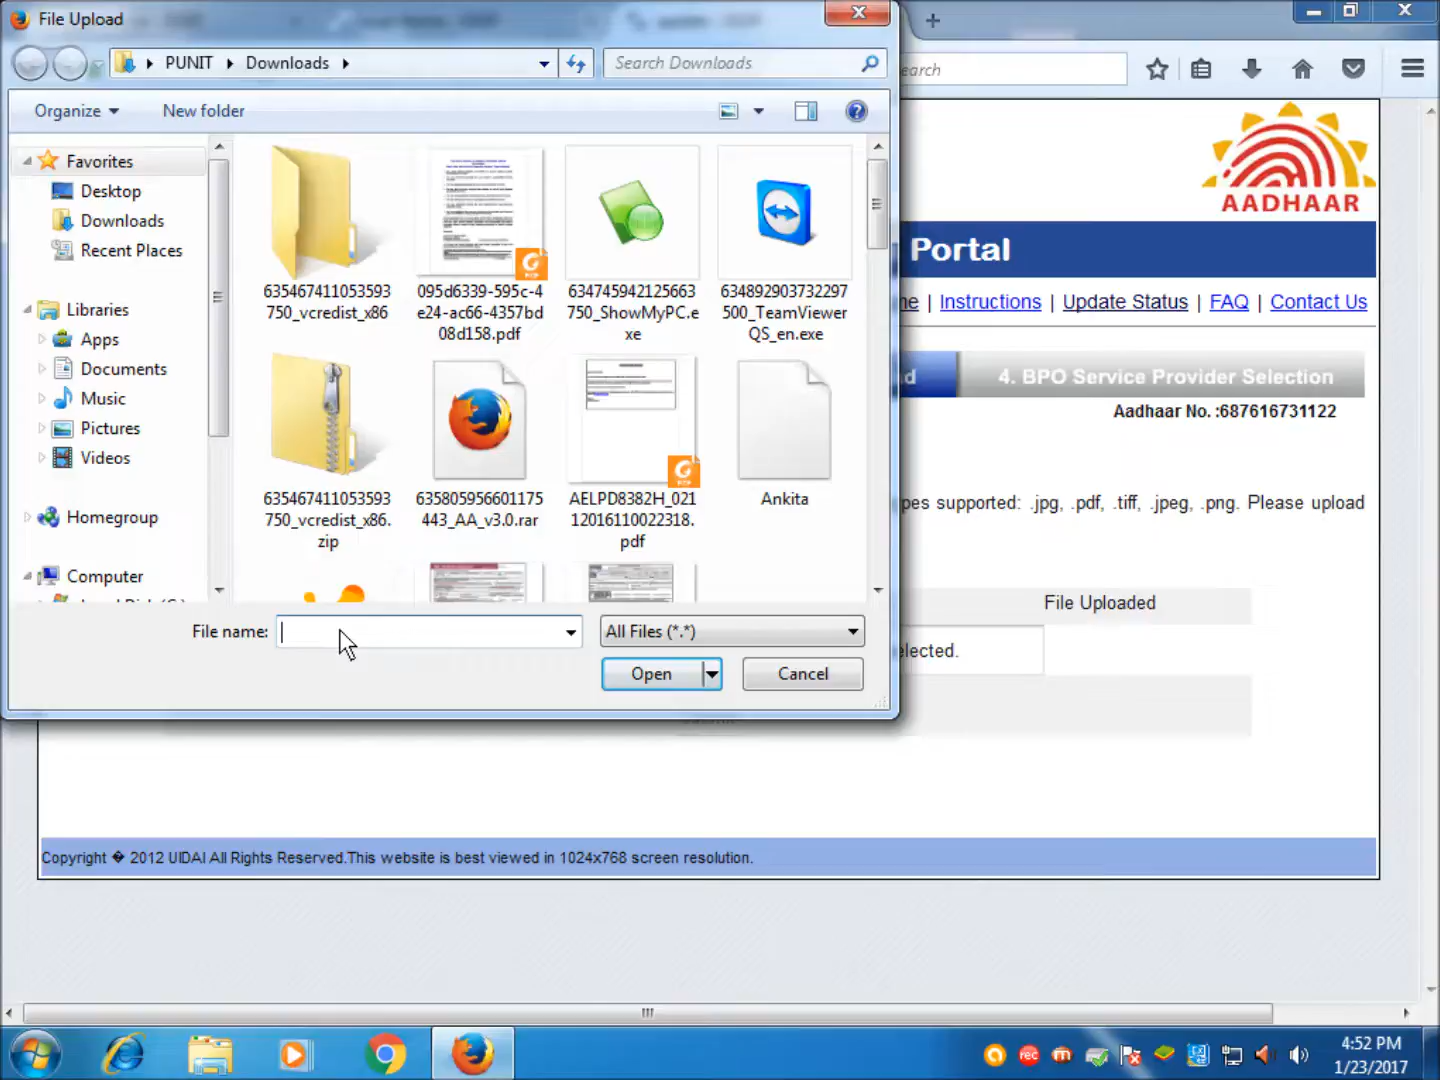 File Upload
PUNIT
Downloads
Search Downloads
earch
Organize
New folder
Favorites
Desktop
Downloads
Recent Places
Libraries
Apps
Documents
Music
Pictures
Videos
Homegroup
Computer
635467411053593
750_vcredist_x86
095d6339-595c-4
e24-ac66-4357bd
08d158.pdf
634745942125663
750_ShowMyPC.e
xe
634892903732297
500_TeamViewer
QS_en.exe
635467411053593
750_vcredist_x86.
zip
635805956601175
443_AA_v3.0.rar
AELPD8382H_021
12016110022318.
pdf
Ankita
File name:
All Files (*.*)
Open
Cancel
AADHAAR
Portal
ne | Instructions | Update Status | FAQ | Contact Us
ad
4. BPO Service Provider Selection
Aadhaar No. :687616731122
pes supported: .jpg, .pdf, .tiff, .jpeg, .png. Please upload
File Uploaded
elected.
Copyright � 2012 UIDAI All Rights Reserved.This website is best viewed in 1024x768 screen resolution.
rec
m
4:52 PM
1/23/2017